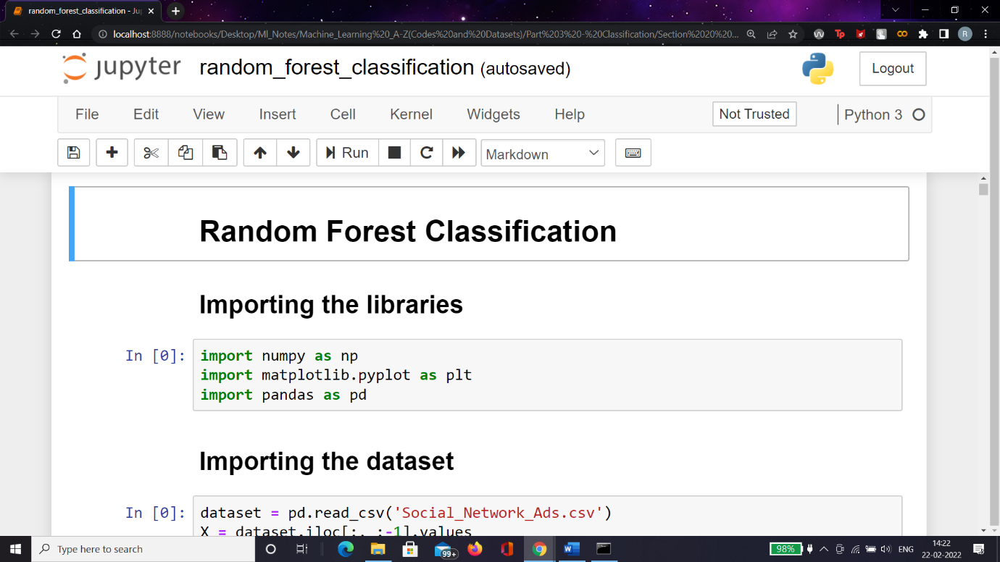 random_forest_classification - Ju
localhost:8888/notebooks/Desktop/Ml_Notes/Machine_Learning%20_A-Z(Codes%20and%20Datasets)/Part%203%20-%20Classification/Section%2020%20...
Tp
R
jupyter random_forest_classification (autosaved)
Logout
File Edit View Insert Cell Kernel Widgets Help
Not Trusted
Python 3
Run
Markdown
Random Forest Classification
Importing the libraries
In [0]: import numpy as np
import matplotlib.pyplot as plt
import pandas as pd
Importing the dataset
In [0]: dataset = pd.read_csv('Social_Network_Ads.csv')
X = dataset.iloc[:, :-1].values
Type here to search
99+
W
98%
ENG
14:22
22-02-2022